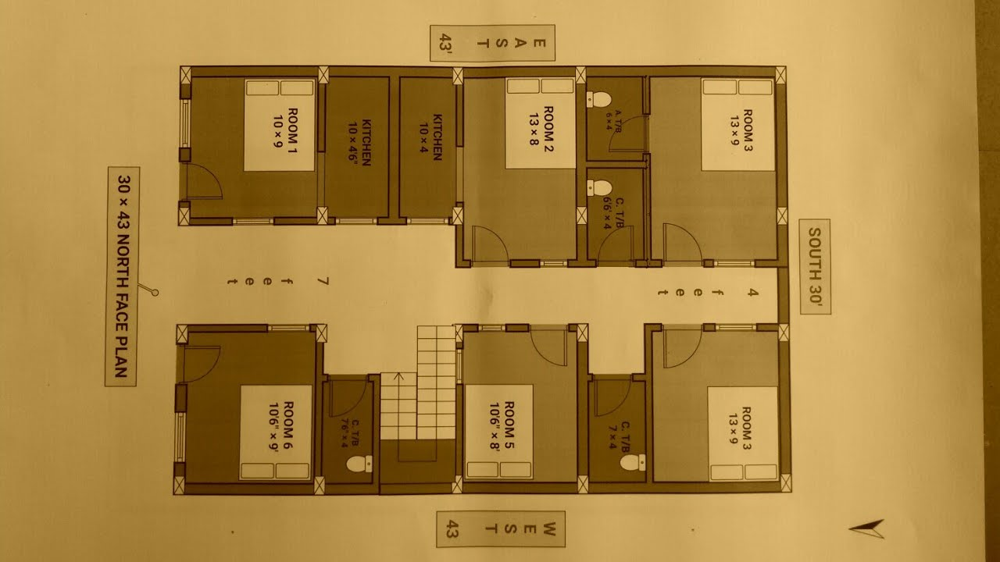 EAST
43'
ROOM 1
10 × 9
KITCHEN
10 × 4'6"
KITCHEN
10 × 4
ROOM 2
13 × 8
A. T/B
6 × 4
C. T/B
6'6' × 4
ROOM 3
13 × 9
30 × 43 NORTH FACE PLAN
7 feet
4 feet
SOUTH 30'
ROOM 6
10'6" × 9'
C. T/B
7'6" × 4
ROOM 5
10'6" × 8'
C. T/B
7 × 4
ROOM 3
13 × 9
WEST
43